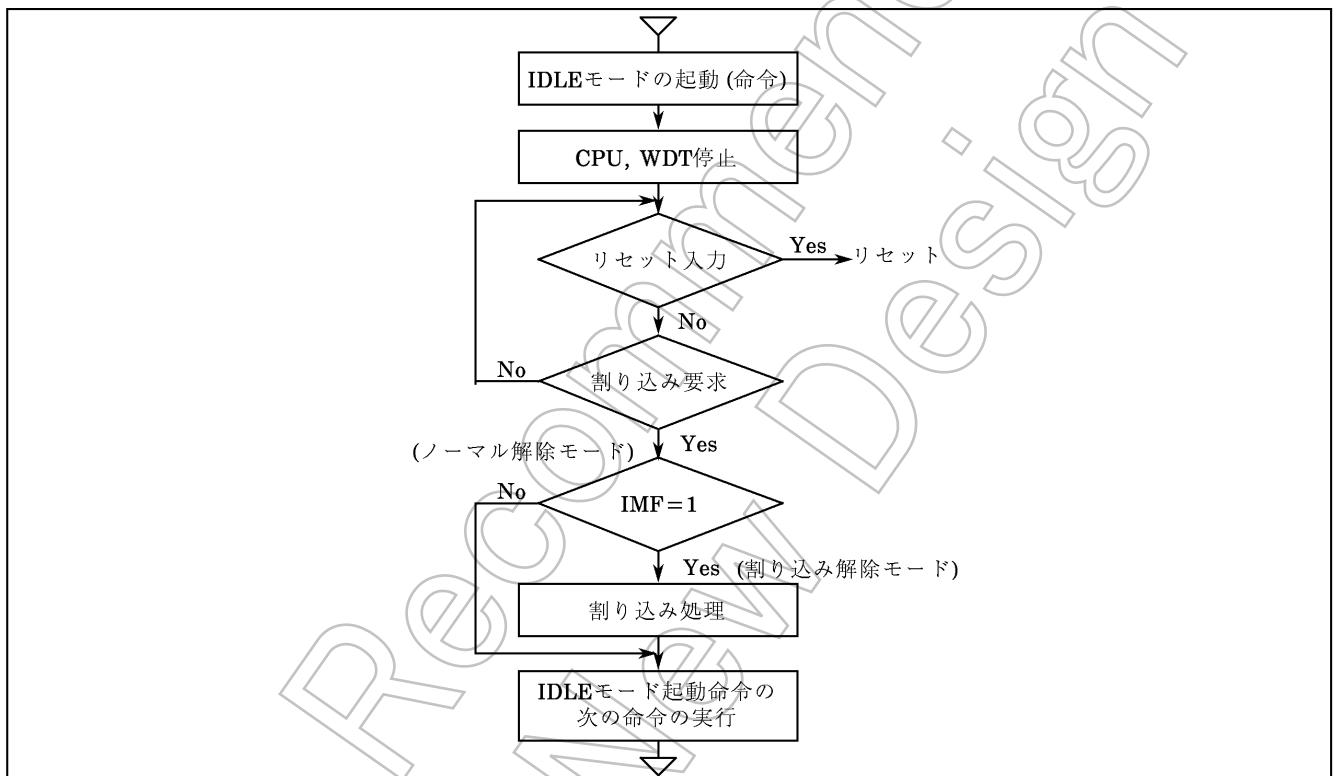 IDLEモードの起動 (命令)
CPU, WDT停止
リセット入力
Yes
リセット
No
割り込み要求
No
Yes
(ノーマル解除モード)
No
IMF=1
Yes (割り込み解除モード)
割り込み処理
IDLEモード起動命令の
次の命令の実行
Recommen
New Design